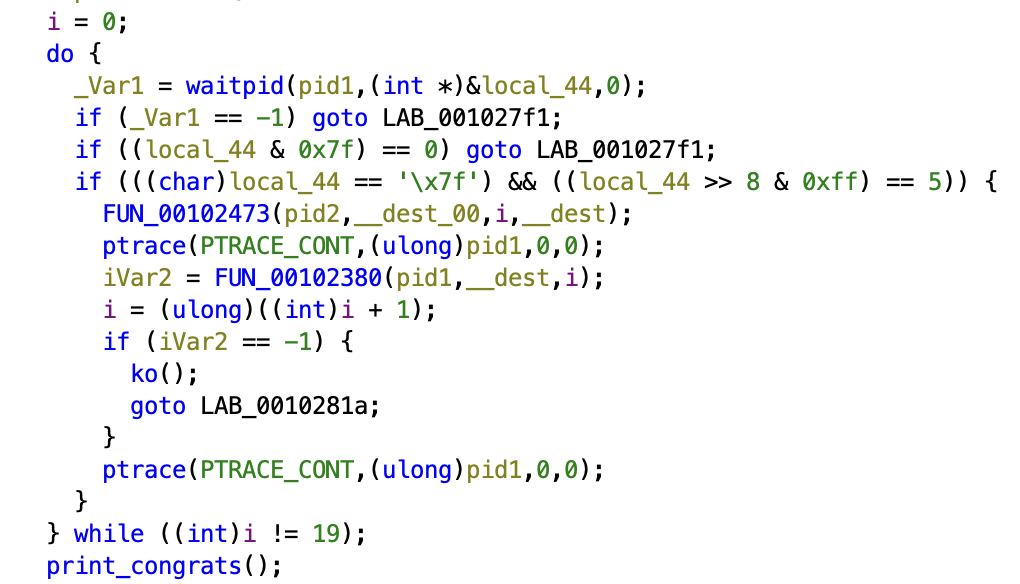 i = 0;
do {
_Var1 = waitpid(pid1,(int *)&local_44,0);
if (_Var1 == -1) goto LAB_001027f1;
if ((local_44 & 0x7f) == 0) goto LAB_001027f1;
if (((char)local_44 == '\x7f') && ((local_44 >> 8 & 0xff) == 5)) {
FUN_00102473(pid2,__dest_00,i,__dest);
ptrace(PTRACE_CONT,(ulong)pid1,0,0);
iVar2 = FUN_00102380(pid1,__dest,i);
i = (ulong)((int)i + 1);
if (iVar2 == -1) {
ko();
goto LAB_0010281a;
}
ptrace(PTRACE_CONT,(ulong)pid1,0,0);
}
} while ((int)i != 19);
print_congrats();